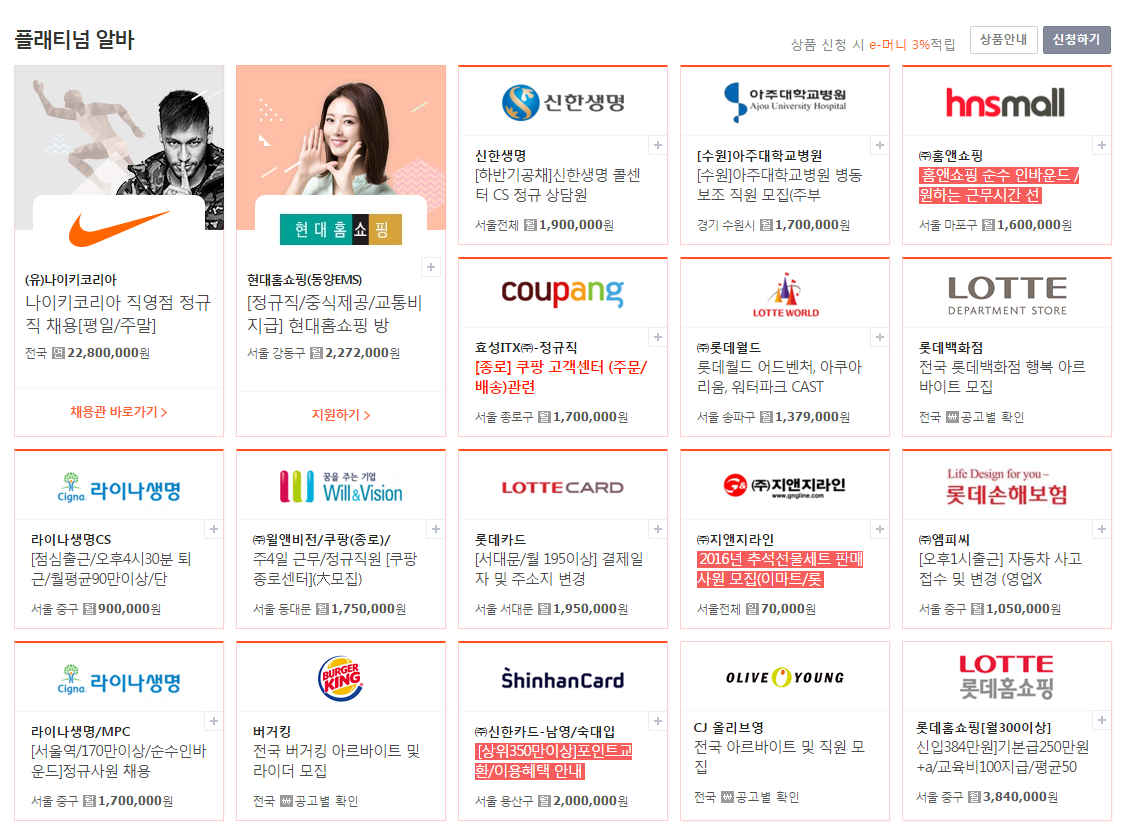 플래티넘 알바
상품 신청 시 e-머니 3%적립
상품안내
신청하기
(유)나이키코리아
나이키코리아 직영점 정규
직 채용[평일/주말]
전국 연 22,800,000원
채용관 바로가기 >
현대홈쇼핑
현대홈쇼핑(동양EMS)
[정규직/중식제공/교통비
지급] 현대홈쇼핑 방
서울 강동구 월 2,272,000원
지원하기 >
신한생명
신한생명
[하반기공채]신한생명 콜센
터 CS 정규 상담원
서울전체 월 1,900,000원
아주대학교병원
Ajou University Hospital
[수원]아주대학교병원
[수원]아주대학교병원 병동
보조 직원 모집(주부
경기 수원시 월 1,700,000원
hnsmall
㈜홈앤쇼핑
홈앤쇼핑 순수 인바운드 /
원하는 근무시간 선
서울 마포구 월 1,600,000원
coupang
효성ITX㈜-정규직
[종로] 쿠팡 고객센터 (주문/
배송)관련
서울 종로구 월 1,700,000원
LOTTE WORLD
㈜롯데월드
롯데월드 어드벤처, 아쿠아
리움, 워터파크 CAST
서울 송파구 월 1,379,000원
LOTTE
DEPARTMENT STORE
롯데백화점
전국 롯데백화점 행복 아르
바이트 모집
전국 ₩ 공고별 확인
Cigna. 라이나생명
라이나생명CS
[점심출근/오후4시30분 퇴
근/월평균90만이상/단
서울 중구 월 900,000원
꿈을 주는 기업
Will&Vision
㈜윌앤비전/쿠팡(종로)/
주4일 근무/정규직원 [쿠팡
종로센터](大모집)
서울 동대문 월 1,750,000원
LOTTECARD
롯데카드
[서대문/월 195이상] 결제일
자 및 주소지 변경
서울 서대문 월 1,950,000원
G& (주)지앤지라인
www.gngline.com
㈜지앤지라인
2016년 추석선물세트 판매
사원 모집(이마트/롯
서울전체 일 70,000원
Life Design for you –
롯데손해보험
㈜엠피씨
[오후1시출근] 자동차 사고
접수 및 변경 (영업X
서울 중구 월 1,050,000원
Cigna. 라이나생명
라이나생명/MPC
[서울역/170만이상/순수인바
운드]정규사원 채용
서울 중구 월 1,700,000원
BURGER
KING
버거킹
전국 버거킹 아르바이트 및
라이더 모집
전국 ₩ 공고별 확인
ShinhanCard
㈜신한카드-남영/숙대입
[상위350만이상]포인트교
환/이용혜택 안내
서울 용산구 월 2,000,000원
OLIVE YOUNG
CJ 올리브영
전국 아르바이트 및 직원 모
집
전국 ₩ 공고별 확인
LOTTE
롯데홈쇼핑
롯데홈쇼핑[월300이상]
신입384만원]기본급250만원
+a/교육비100지급/평균50
서울 중구 월 3,840,000원